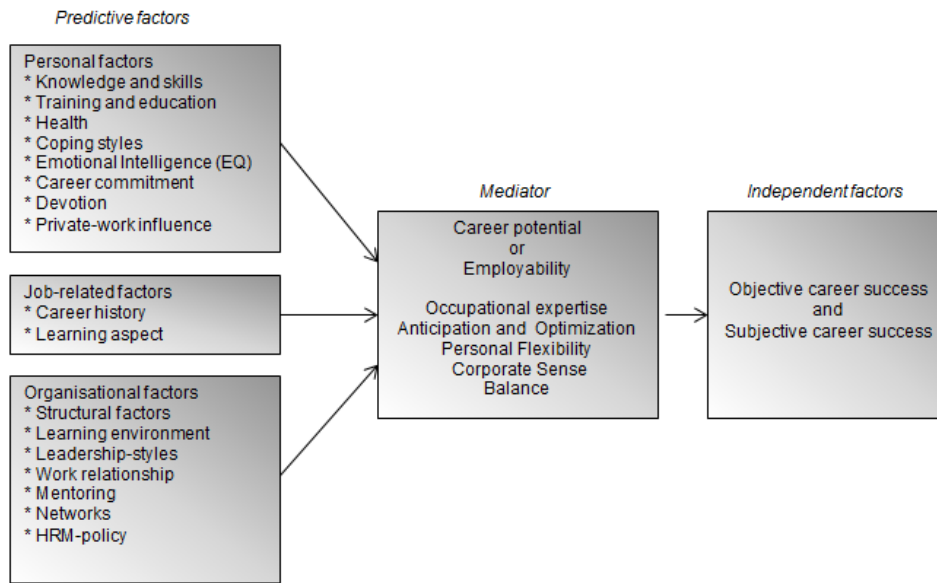 Predictive factors
Personal factors
* Knowledge and skills
* Training and education
* Health
* Coping styles
* Emotional Intelligence (EQ)
* Career commitment
* Devotion
* Private-work influence
Job-related factors
* Career history
* Learning aspect
Organisational factors
* Structural factors
* Learning environment
* Leadership-styles
* Work relationship
* Mentoring
* Networks
* HRM-policy
Mediator
Career potential
or
Employability
Occupational expertise
Anticipation and Optimization
Personal Flexibility
Corporate Sense
Balance
Independent factors
Objective career success
and
Subjective career success